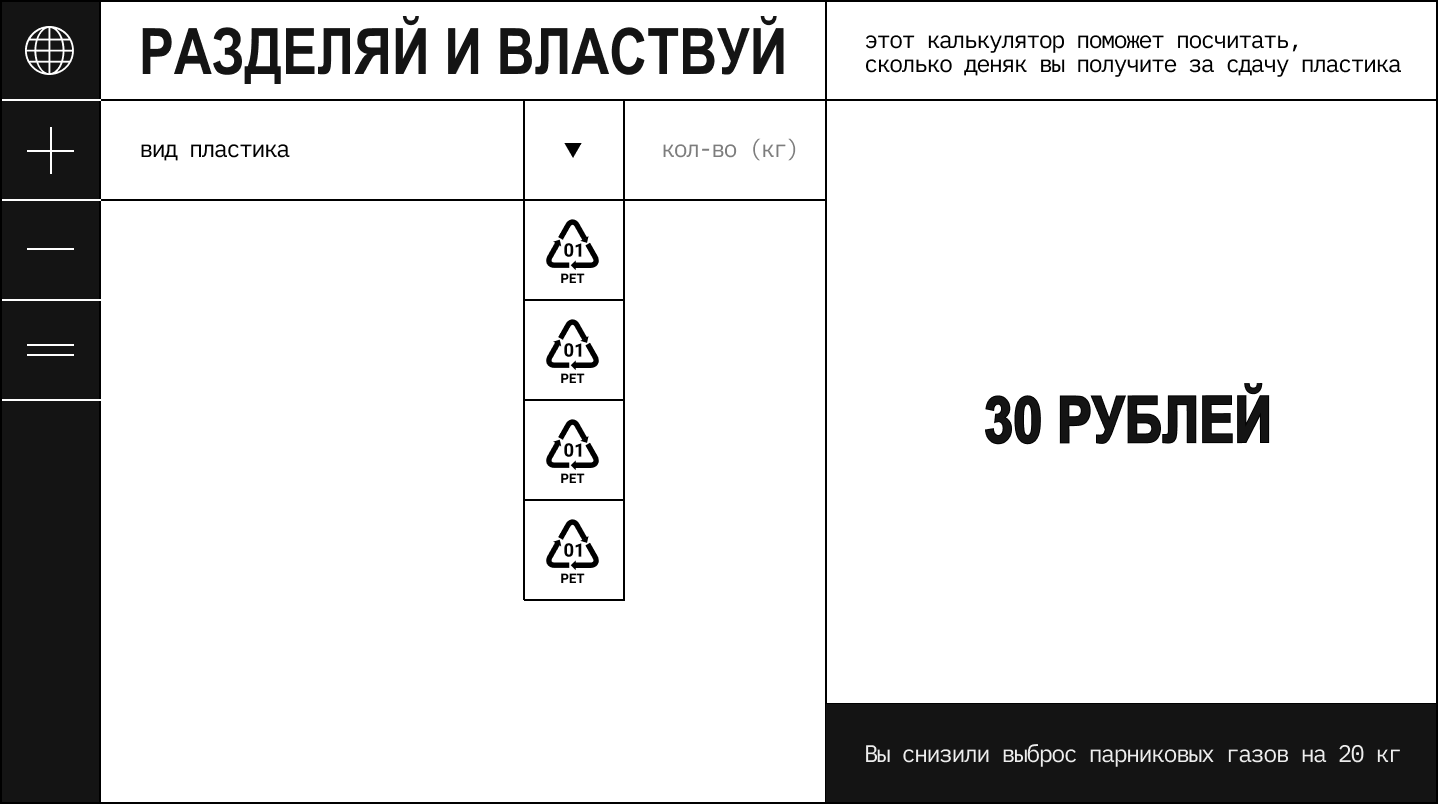 РАЗДЕЛЯЙ И ВЛАСТВУЙ
этот калькулятор поможет посчитать,
сколько деняк вы получите за сдачу пластика
вид пластика
▼
кол-во (кг)
01
PET
01
PET
01
PET
01
PET
30 РУБЛЕЙ
Вы снизили выброс парниковых газов на 20 кг